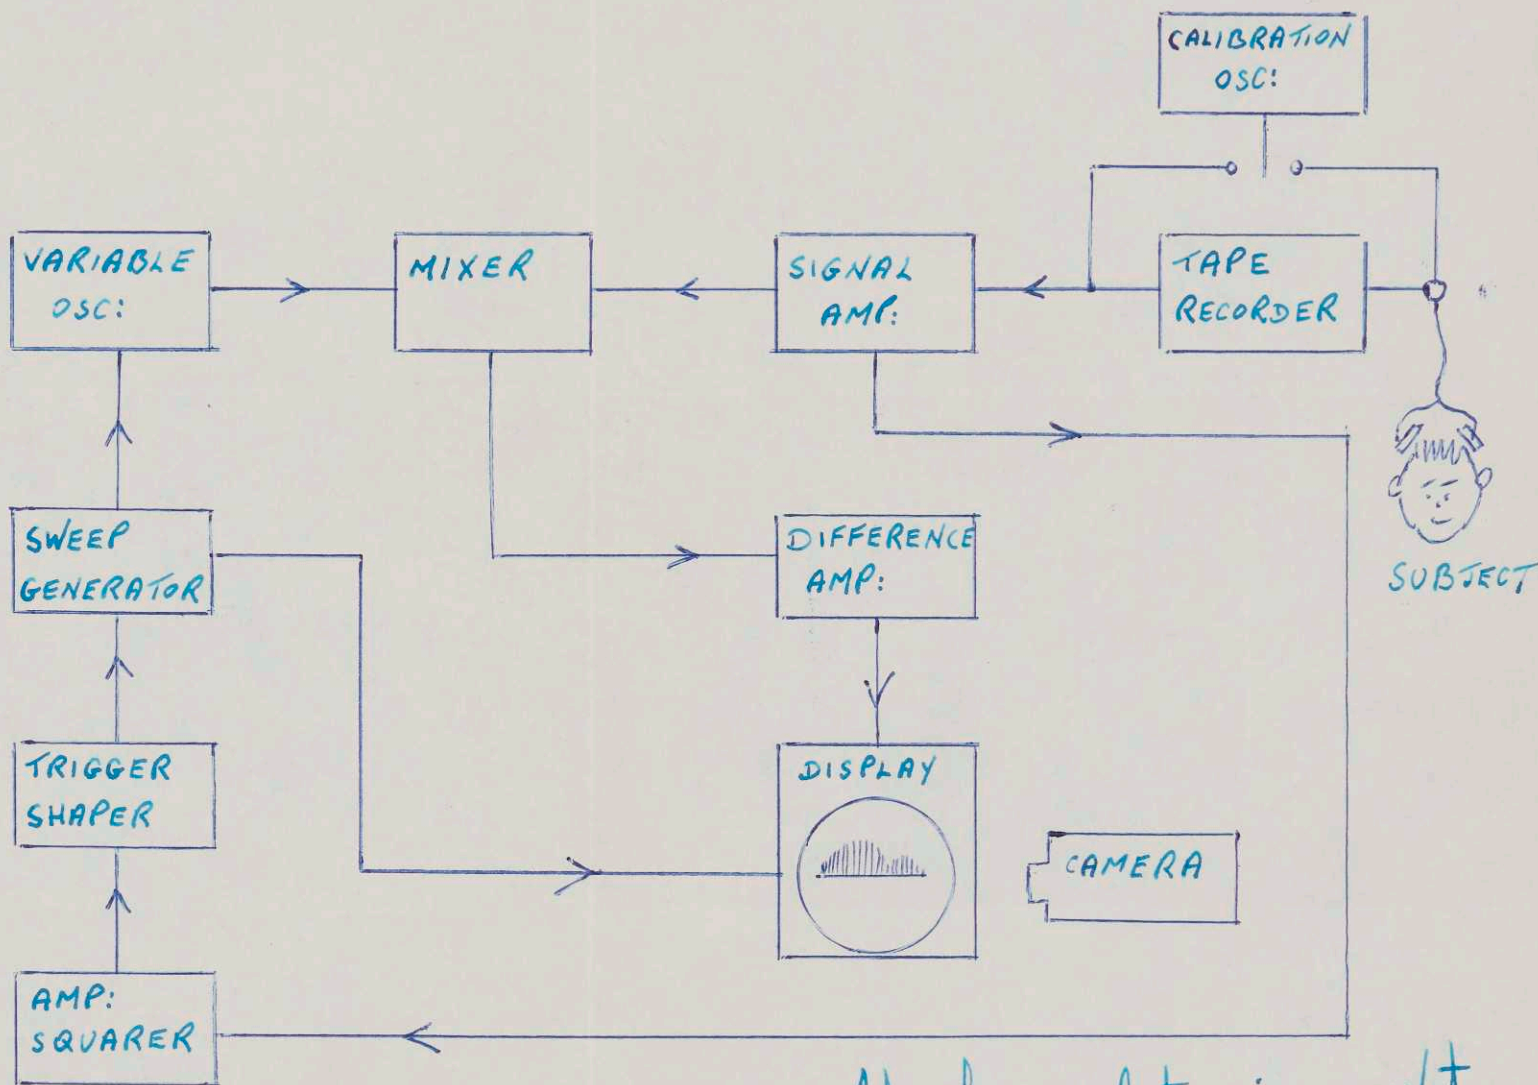 CALIBRATION
OSC:
VARIABLE
OSC:
MIXER
SIGNAL
AMP:
TAPE
RECORDER
SWEEP
GENERATOR
DIFFERENCE
AMP:
SUBJECT
TRIGGER
SHAPER
DISPLAY
CAMERA
AMP:
SQUARER